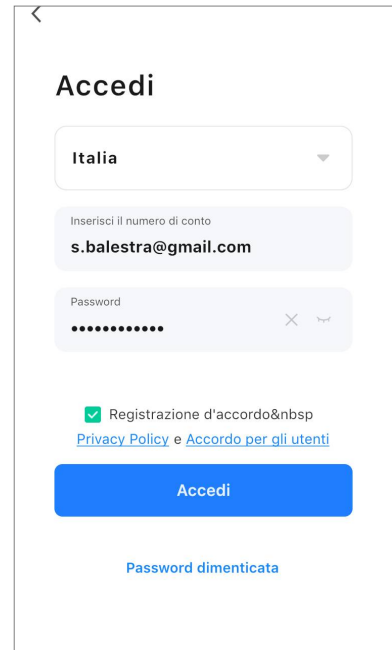 Accedi
Italia
Inserisci il numero di conto
s.balestra@gmail.com
Password
••••••••••••
Registrazione d'accordo&nbsp
Privacy Policy e Accordo per gli utenti
Accedi
Password dimenticata